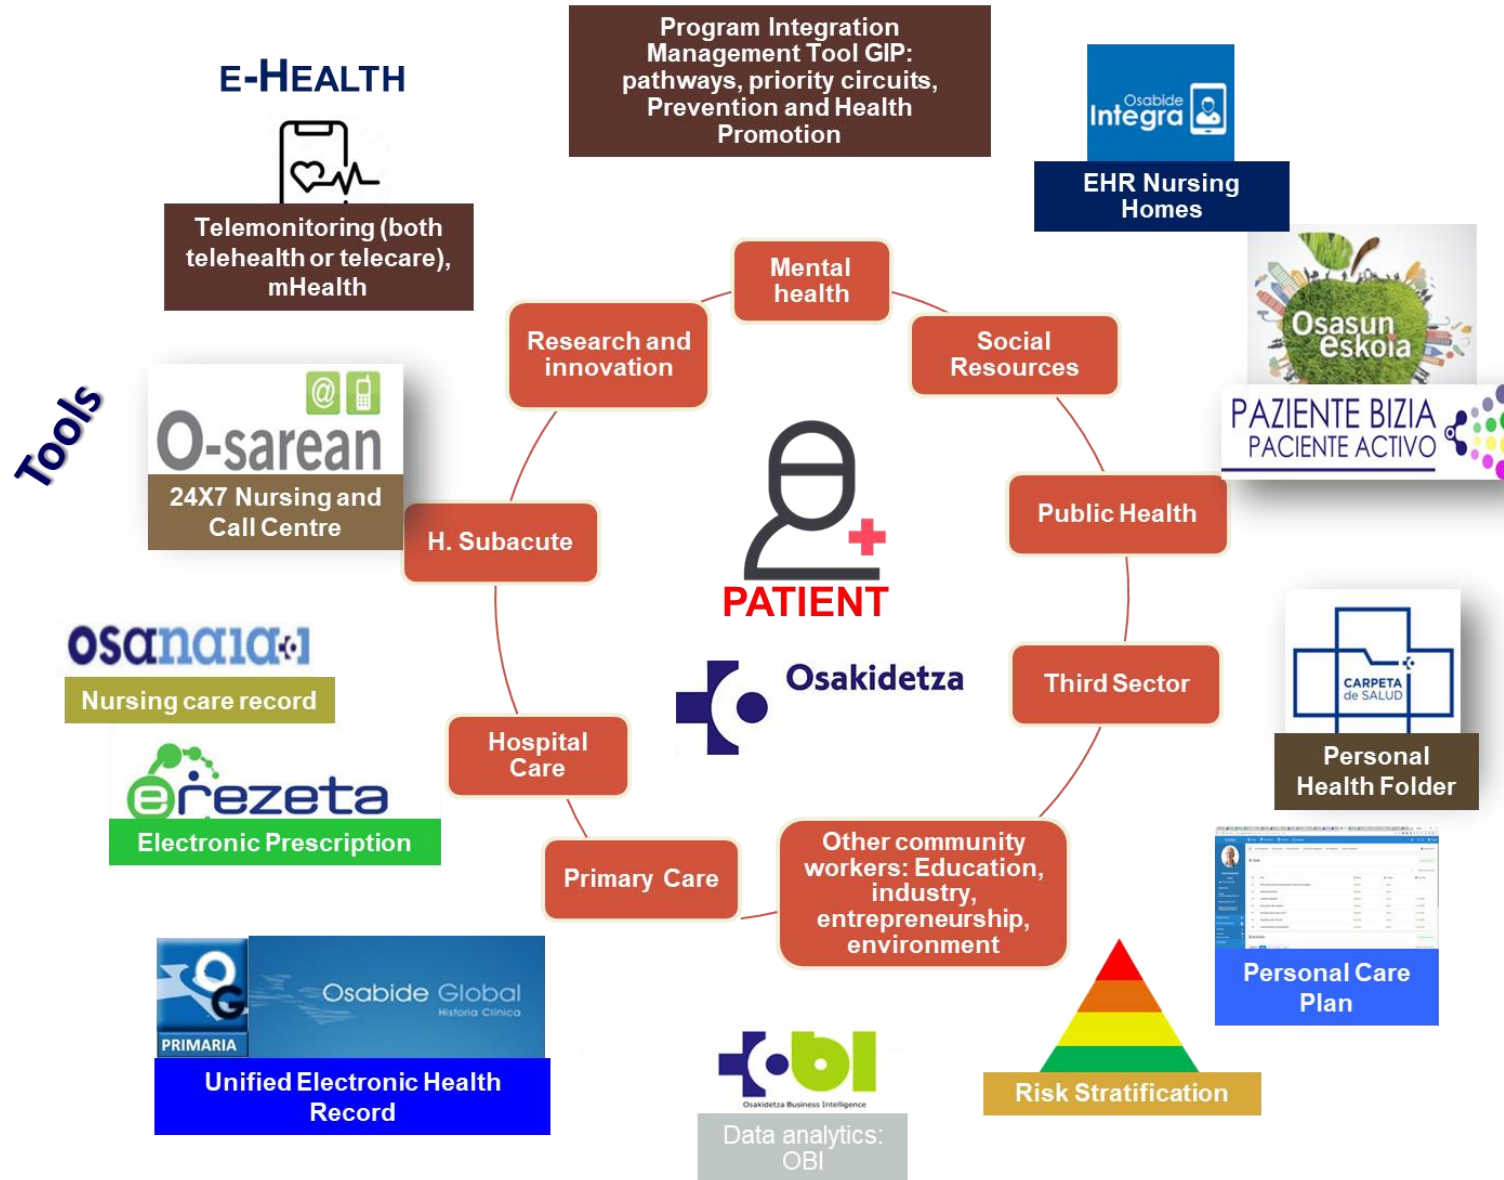 Program Integration
Management Tool GIP:
pathways, priority circuits,
Prevention and Health
Promotion
E-HEALTH
Telemonitoring (both
telehealth or telecare),
mHealth
Osabide
Integra
EHR Nursing
Homes
Osasun
eskola
PAZIENTE BIZIA
PACIENTE ACTIVO
Mental
health
Research and
innovation
Social
Resources
Tools
@
O-sarean
24X7 Nursing and
Call Centre
H. Subacute
Public Health
PATIENT
Osakidetza
Third Sector
CARPETA
de SALUD
Personal
Health Folder
osanaia
Nursing care record
erezeta
Electronic Prescription
Hospital
Care
Primary Care
Other community
workers: Education,
industry,
entrepreneurship,
environment
Personal Care
Plan
OG
PRIMARIA
Osabide Global
Historia Clínica
Unified Electronic Health
Record
obi
Osakidetza Business Intelligence
Data analytics:
OBI
Risk Stratification